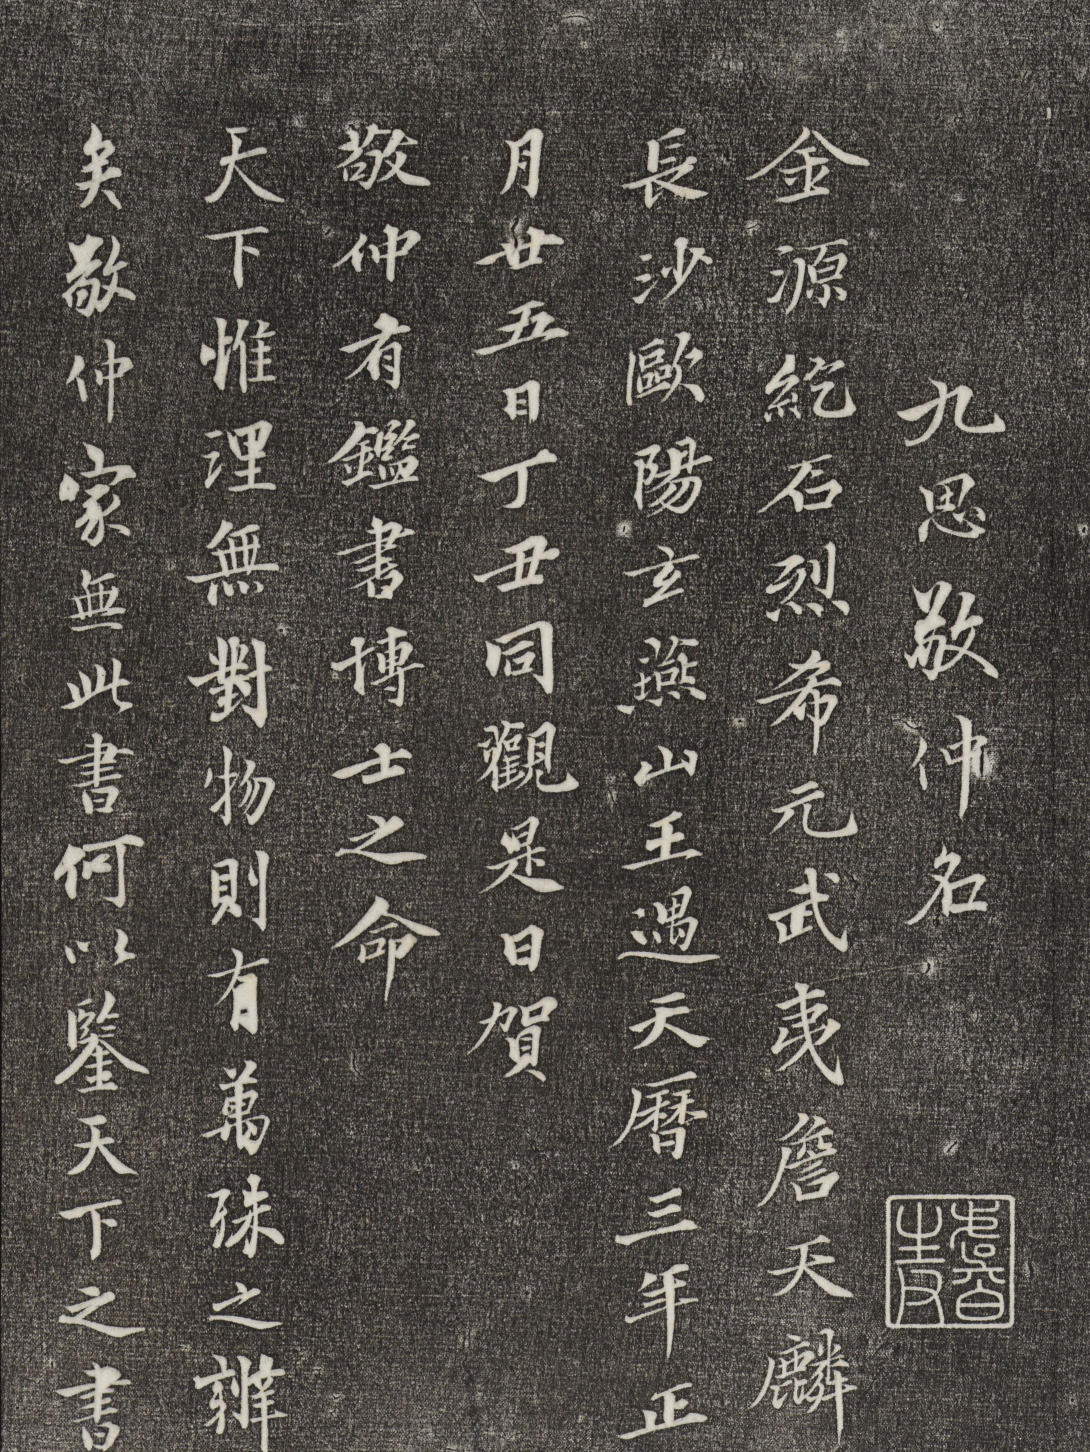 九思敬仲名
金源紇石烈希元武夷詹天麟
長沙歐陽玄燕山王遇天曆三年正
月廿五日丁丑同觀是日賀
敬仲有鑑書博士之命
天下惟理無對物則有萬殊之辨
矣敬仲家無此書何以鑒天下之書